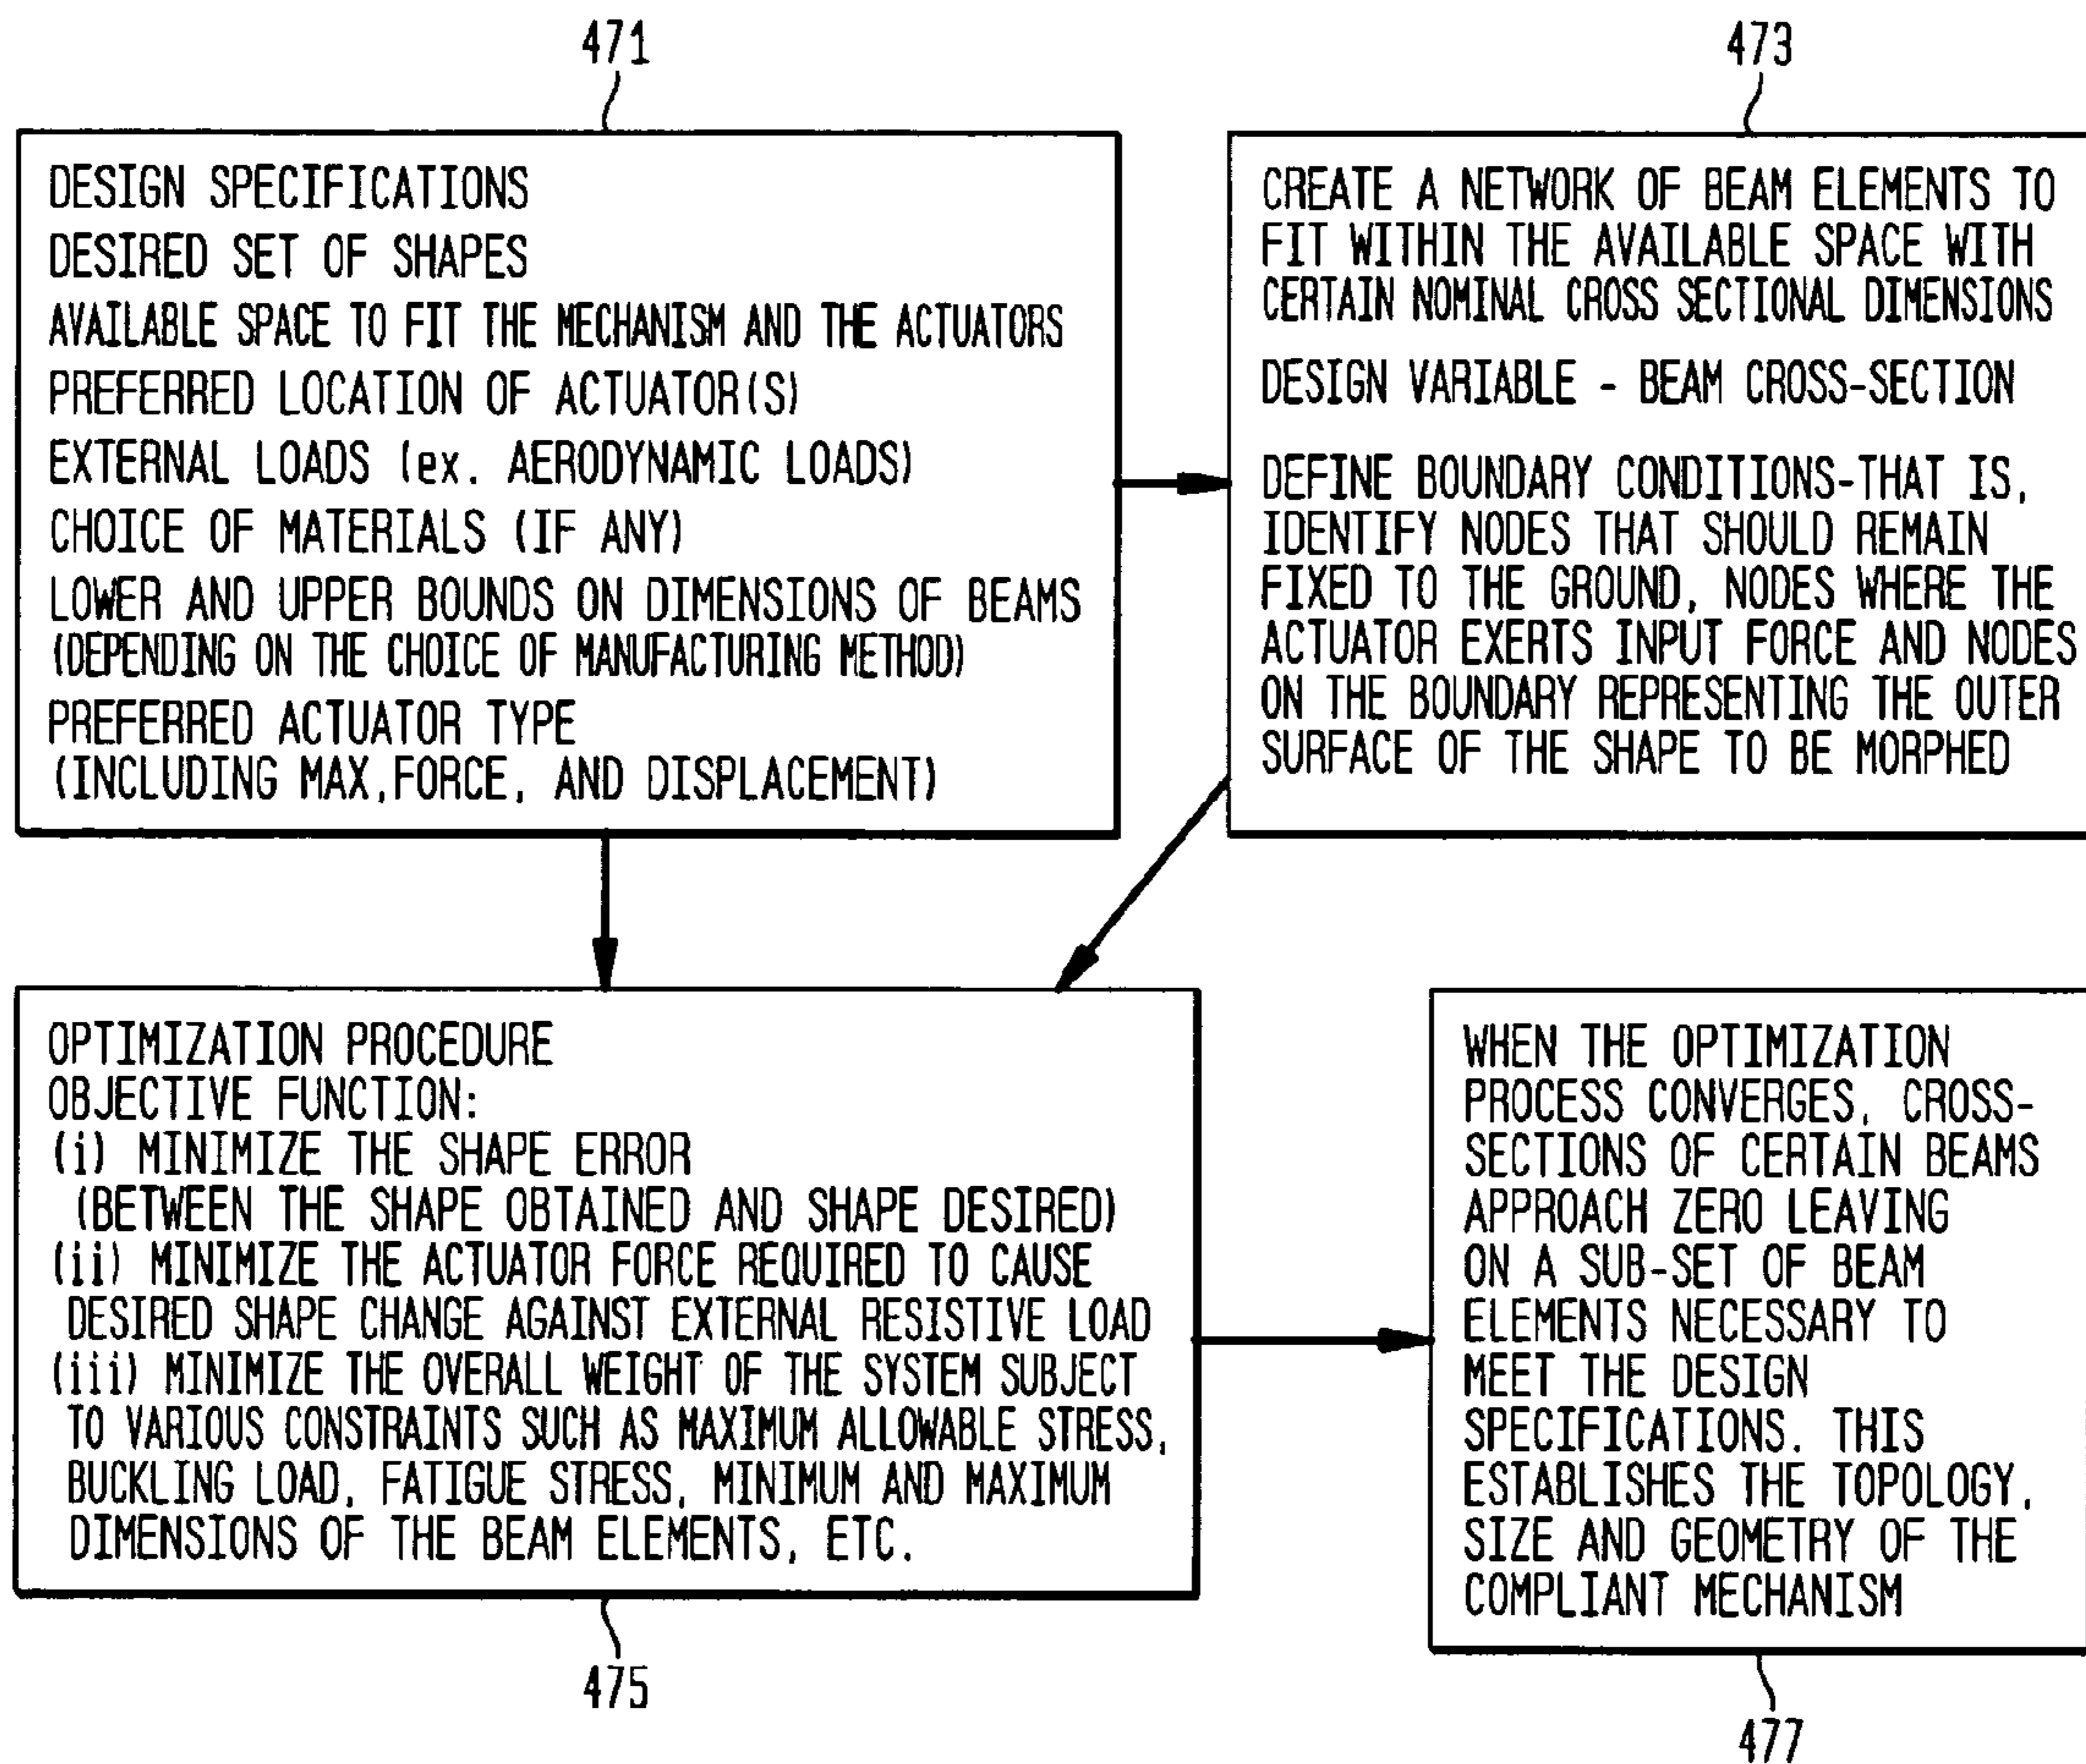 471
DESIGN SPECIFICATIONS
DESIRED SET OF SHAPES
AVAILABLE SPACE TO FIT THE MECHANISM AND THE ACTUATORS
PREFERRED LOCATION OF ACTUATOR(S)
EXTERNAL LOADS (ex. AERODYNAMIC LOADS)
CHOICE OF MATERIALS (IF ANY)
LOWER AND UPPER BOUNDS ON DIMENSIONS OF BEAMS
(DEPENDING ON THE CHOICE OF MANUFACTURING METHOD)
PREFERRED ACTUATOR TYPE
(INCLUDING MAX,FORCE, AND DISPLACEMENT)
473
CREATE A NETWORK OF BEAM ELEMENTS TO
FIT WITHIN THE AVAILABLE SPACE WITH
CERTAIN NOMINAL CROSS SECTIONAL DIMENSIONS
DESIGN VARIABLE - BEAM CROSS-SECTION
DEFINE BOUNDARY CONDITIONS-THAT IS,
IDENTIFY NODES THAT SHOULD REMAIN
FIXED TO THE GROUND, NODES WHERE THE
ACTUATOR EXERTS INPUT FORCE AND NODES
ON THE BOUNDARY REPRESENTING THE OUTER
SURFACE OF THE SHAPE TO BE MORPHED
OPTIMIZATION PROCEDURE
OBJECTIVE FUNCTION:
(i) MINIMIZE THE SHAPE ERROR
(BETWEEN THE SHAPE OBTAINED AND SHAPE DESIRED)
(ii) MINIMIZE THE ACTUATOR FORCE REQUIRED TO CAUSE
DESIRED SHAPE CHANGE AGAINST EXTERNAL RESISTIVE LOAD
(iii) MINIMIZE THE OVERALL WEIGHT OF THE SYSTEM SUBJECT
TO VARIOUS CONSTRAINTS SUCH AS MAXIMUM ALLOWABLE STRESS,
BUCKLING LOAD, FATIGUE STRESS, MINIMUM AND MAXIMUM
DIMENSIONS OF THE BEAM ELEMENTS, ETC.
475
WHEN THE OPTIMIZATION
PROCESS CONVERGES, CROSS-
SECTIONS OF CERTAIN BEAMS
APPROACH ZERO LEAVING
ON A SUB-SET OF BEAM
ELEMENTS NECESSARY TO
MEET THE DESIGN
SPECIFICATIONS. THIS
ESTABLISHES THE TOPOLOGY,
SIZE AND GEOMETRY OF THE
COMPLIANT MECHANISM
477